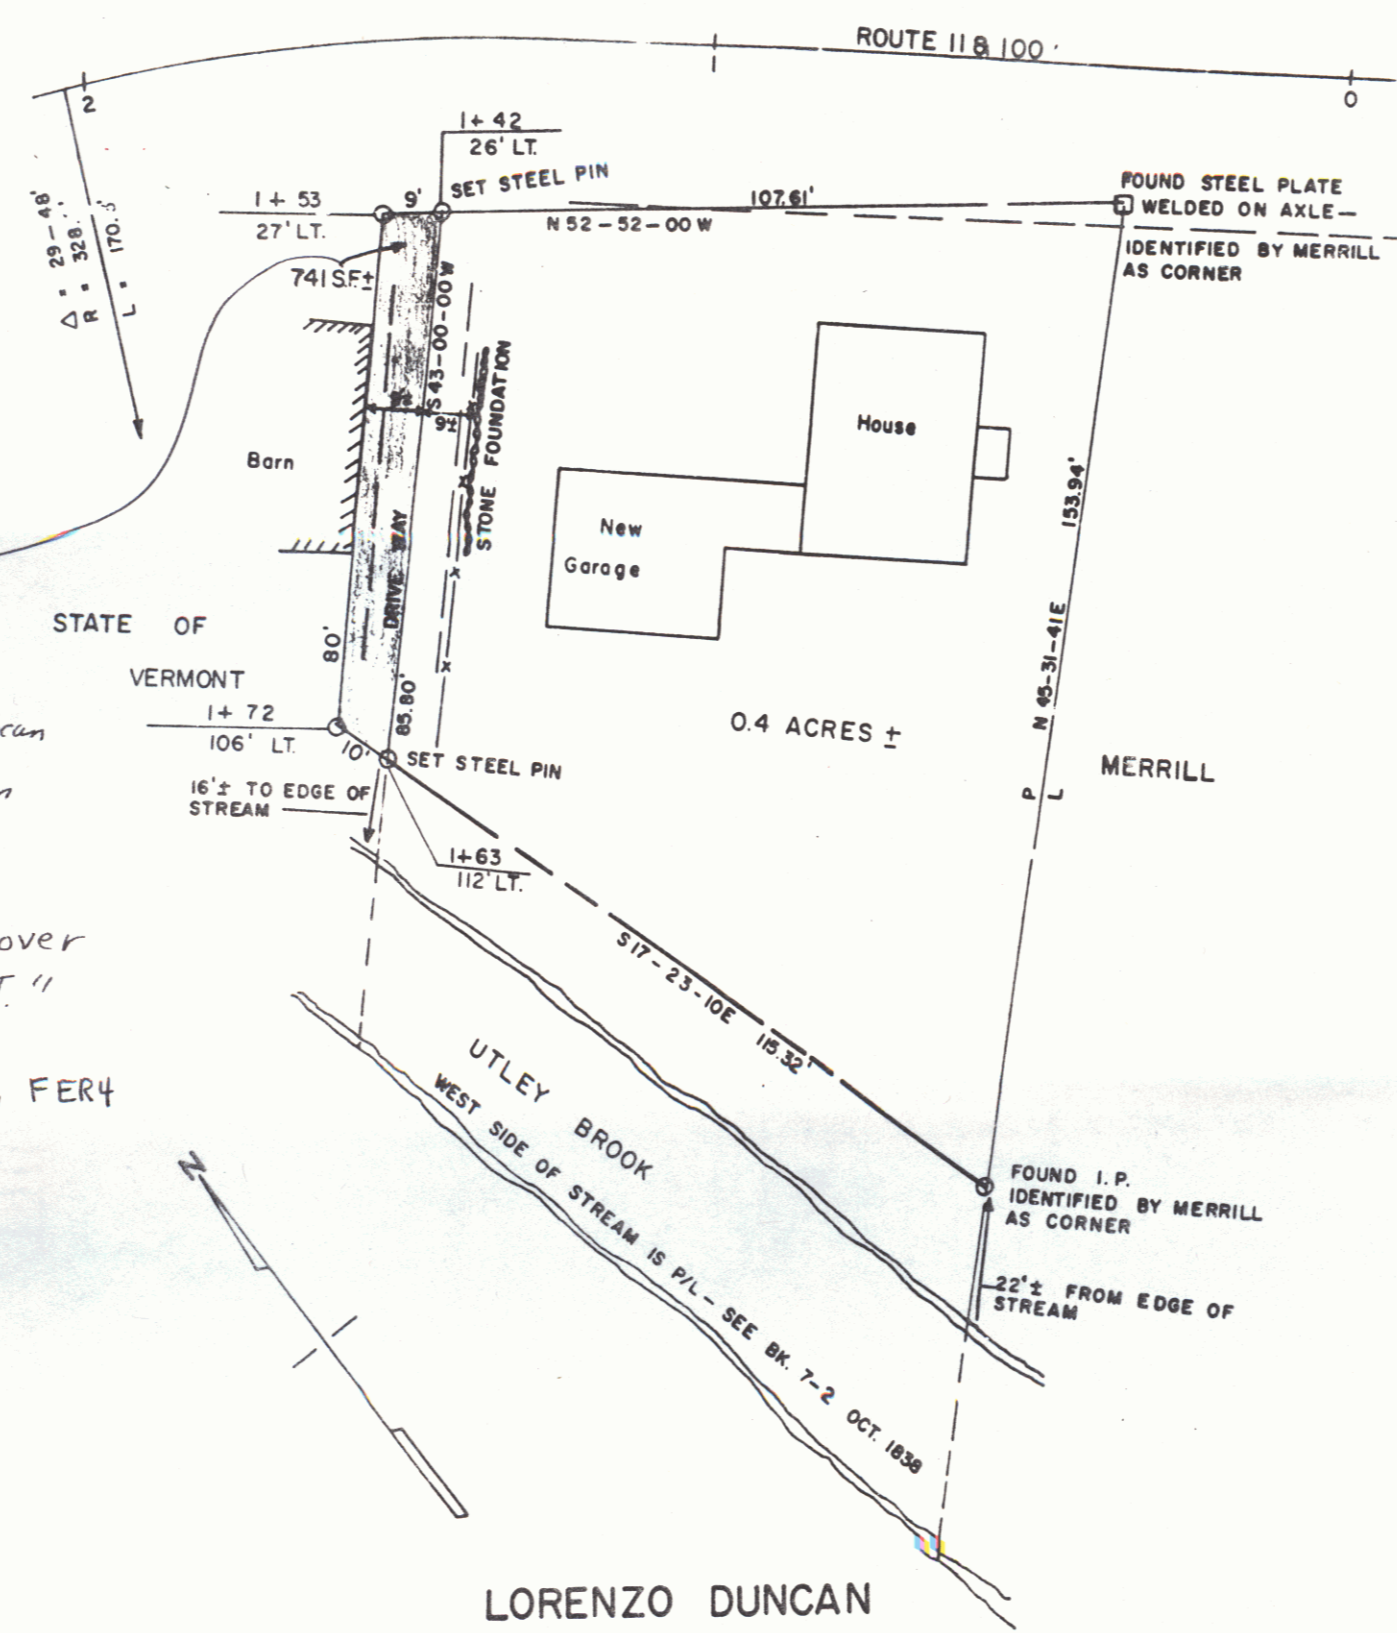 ROUTE 118 100
2
1
0
1+42
26' LT.
SET STEEL PIN
1+53
9'
27' LT.
107.61'
N 52-52-00 W
FOUND STEEL PLATE
WELDED ON AXLE—
IDENTIFIED BY MERRILL
AS CORNER
Δ = 29-48'
R = 328.
L = 170.
741 S.F.±
S 43-00-00 W
9±
STONE FOUNDATION
Barn
House
New
Garage
DRIVE WAY
153.94'
N 45-31-41E
STATE OF
VERMONT
80'
85.80'
1+72
106' LT.
10'
SET STEEL PIN
0.4 ACRES ±
MERRILL
P L
16'± TO EDGE OF
STREAM
1+63
112' LT.
over
FER4
S 17-23-10E 115.32'
UTLEY BROOK
WEST SIDE OF STREAM IS P/L - SEE BK. 7-2 OCT. 1838
FOUND I.P.
IDENTIFIED BY MERRILL
AS CORNER
22'± FROM EDGE OF
STREAM
N
LORENZO DUNCAN